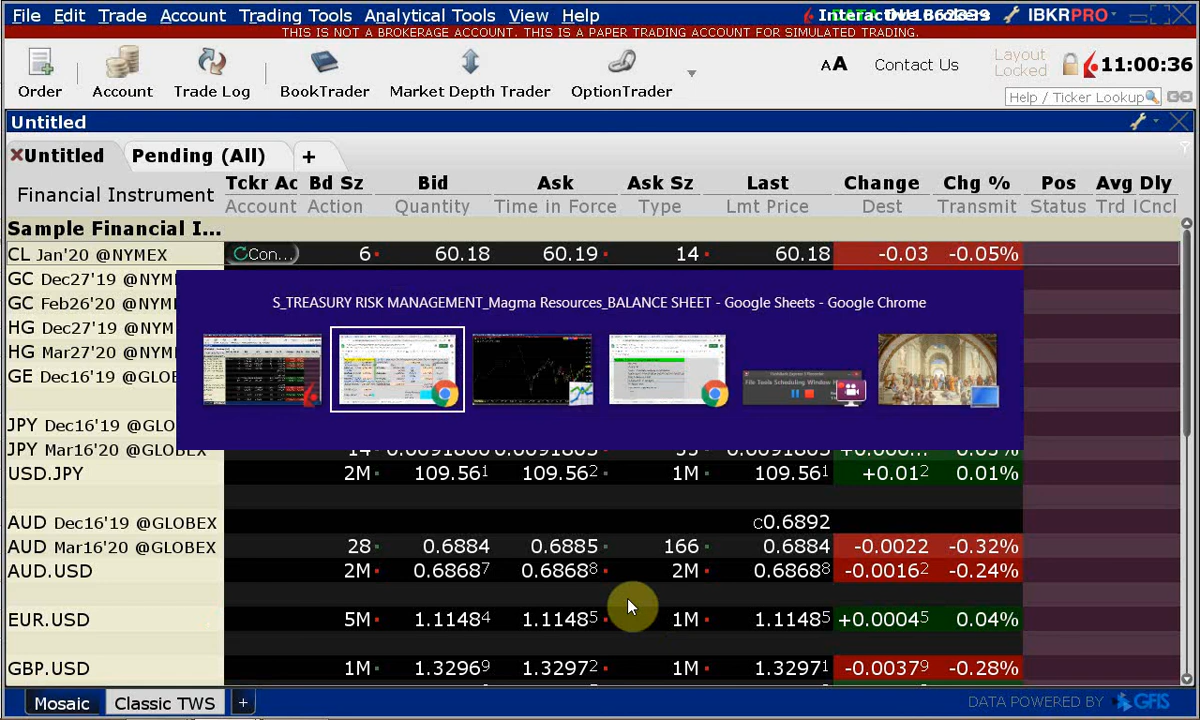 File Edit Trade Account Trading Tools Analytical Tools View Help Interactive Brokers IBKRPRO
THIS IS NOT A BROKERAGE ACCOUNT. THIS IS A PAPER TRADING ACCOUNT FOR SIMULATED TRADING.
Order Account Trade Log BookTrader Market Depth Trader OptionTrader AA Contact Us Layout Locked 11:00:36
Help / Ticker Lookup
Untitled
Untitled Pending (All) +
Financial Instrument Tckr Ac Bd Sz Bid Ask Ask Sz Last Change Chg % Pos Avg Dly
Account Action Quantity Time in Force Type Lmt Price Dest Transmit Status Trd Cncl
Sample Financial I...
CL Jan'20 @NYMEX Con... 6 60.18 60.19 14 60.18 -0.03 -0.05%
GC Dec27'19 @NYM
S_TREASURY RISK MANAGEMENT_Magma Resources_BALANCE SHEET - Google Sheets - Google Chrome
GC Feb26'20 @NYM
HG Dec27'19 @NYM
HG Mar27'20 @NYM
GE Dec16'19 @GLOB
File Tools Scheduling Window H
JPY Dec16'19 @GLO
JPY Mar16'20 @GLO
USD.JPY 2M 109.561 109.562 1M 109.561 +0.012 0.01%
AUD Dec16'19 @GLOBEX c0.6892
AUD Mar16'20 @GLOBEX 28 0.6884 0.6885 166 0.6884 -0.0022 -0.32%
AUD.USD 2M 0.68687 0.68688 2M 0.68688 -0.00162 -0.24%
EUR.USD 5M 1.11484 1.11485 1M 1.11485 +0.00045 0.04%
GBP.USD 1M 1.32969 1.32972 1M 1.32971 -0.00379 -0.28%
Mosaic Classic TWS + DATA POWERED BY GFIS